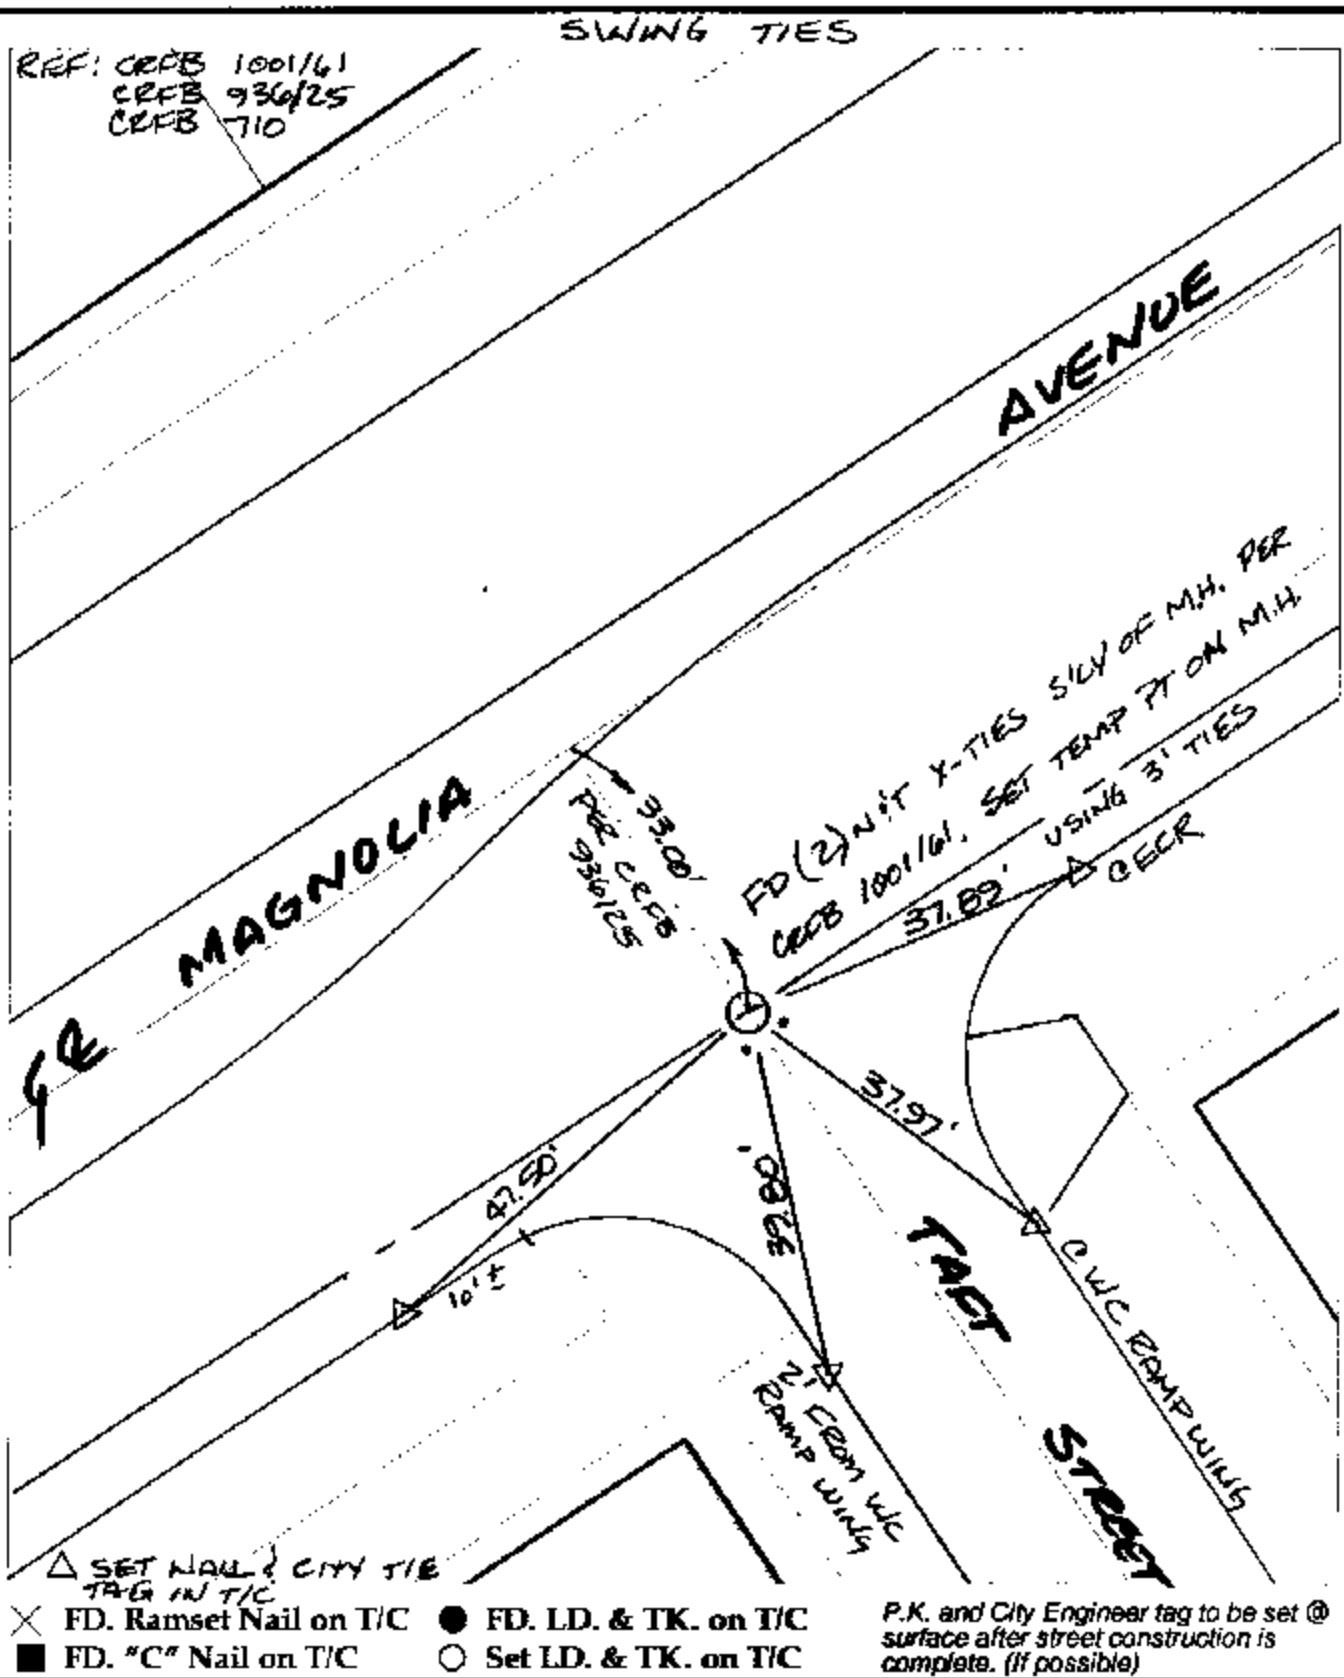 SWING TIES
REF: CRFB 1001/61
CRFB 936/25
CRFB 710
AVENUE
MAGNOLIA
33.00'
PER CRFB
936/25
FD (2) N&T X-TIES S'LY OF M.H. PER
CRFB 1001/61. SET TEMP PT ON M.H.
USING 3' TIES
37.89'
@ ECR
37.97'
47.50'
32.80'
10' ±
TAFT
STREET
@ WC RAMP WING
2' FROM WC
RAMP WING
△ SET NAIL & CITY TIE
TAG IN T/C
FD. Ramset Nail on T/C
FD. "C" Nail on T/C
FD. LD. & TK. on T/C
Set LD. & TK. on T/C
P.K. and City Engineer tag to be set @
surface after street construction is
complete. (If possible)